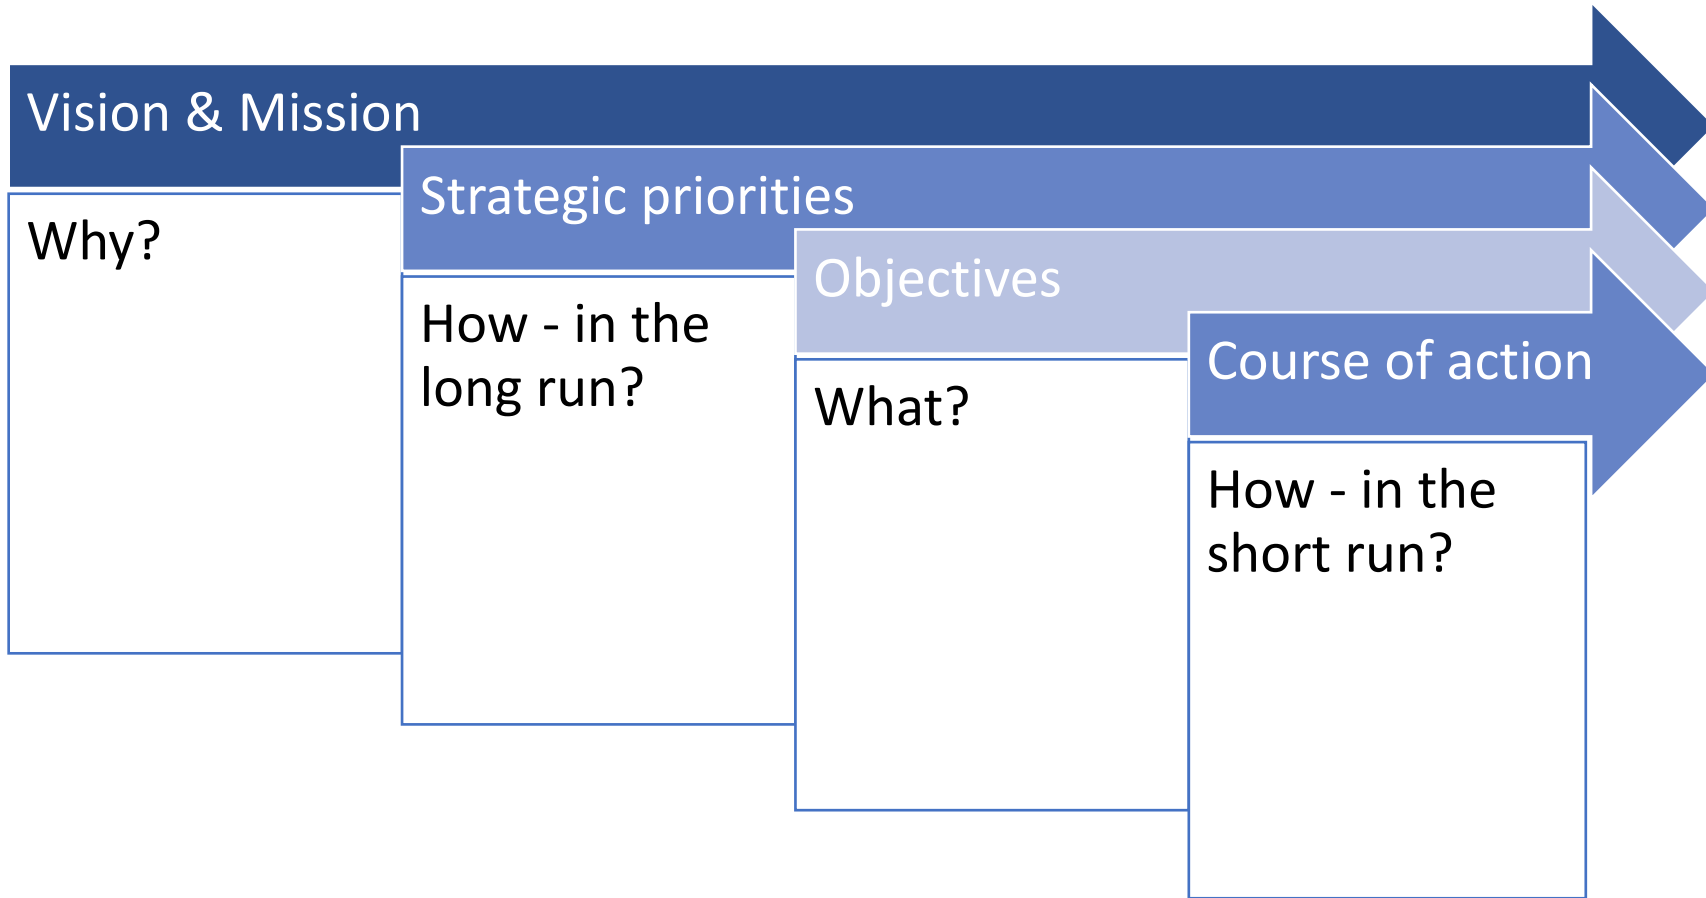 Vision & Mission
Why?
Strategic priorities
How - in the
long run?
Objectives
What?
Course of action
How - in the
short run?